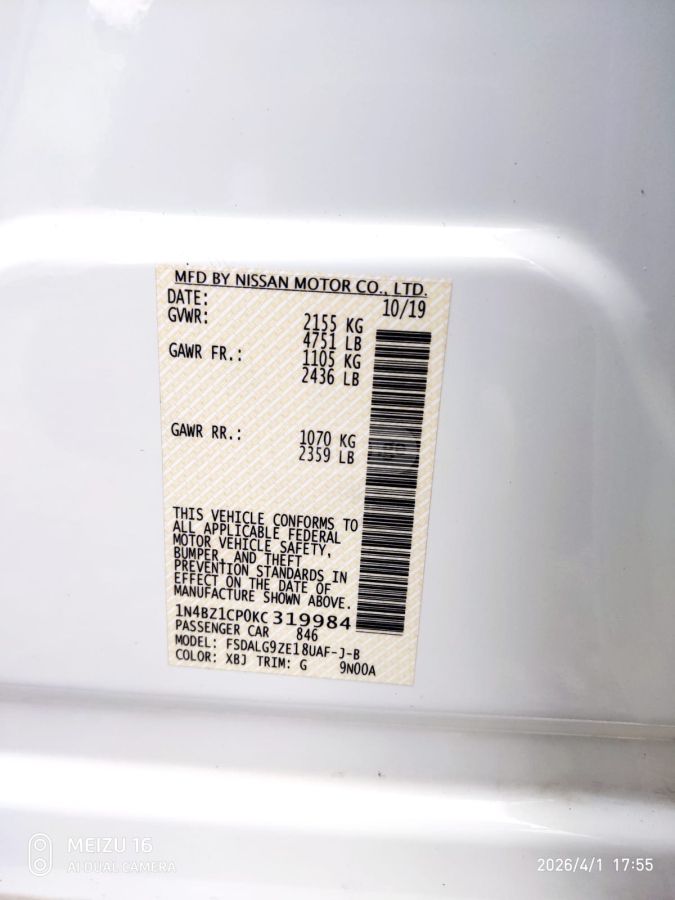 MFD BY NISSAN MOTOR CO., LTD.
DATE: 10/19
GVWR: 2155 KG
4751 LB
GAWR FR.: 1105 KG
2436 LB
GAWR RR.: 1070 KG
2359 LB
THIS VEHICLE CONFORMS TO
ALL APPLICABLE FEDERAL
MOTOR VEHICLE SAFETY,
BUMPER, AND THEFT
PREVENTION STANDARDS IN
EFFECT ON THE DATE OF
MANUFACTURE SHOWN ABOVE.
1N4BZ1CP0KC 319984
PASSENGER CAR 846
MODEL: FSDALG9ZE18UAF-J-B
COLOR: XBJ TRIM: G 9N00A
MEIZU 16
AI DUAL CAMERA
2026/4/1 17:55